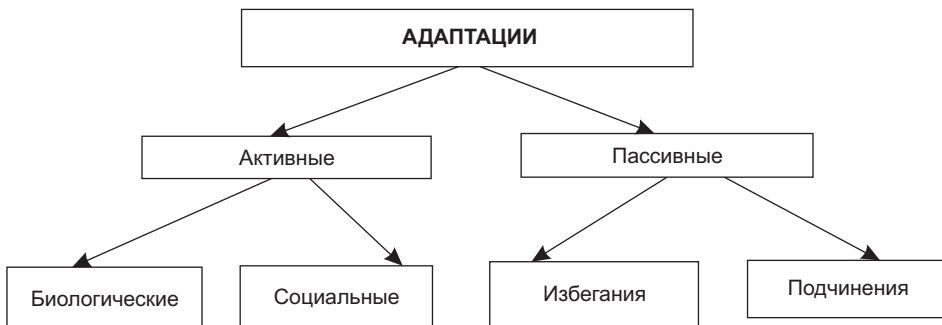 АДАПТАЦИИ
Активные
Пассивные
Биологические
Социальные
Избегания
Подчинения